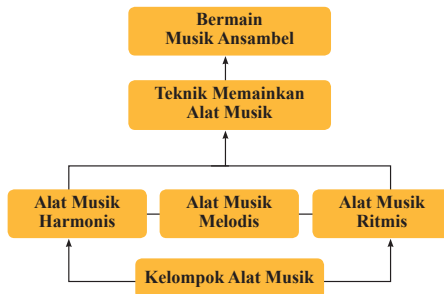 Bermain
Musik Ansambel
Teknik Memainkan
Alat Musik
Alat Musik
Harmonis
Alat Musik
Melodis
Alat Musik
Ritmis
Kelompok Alat Musik